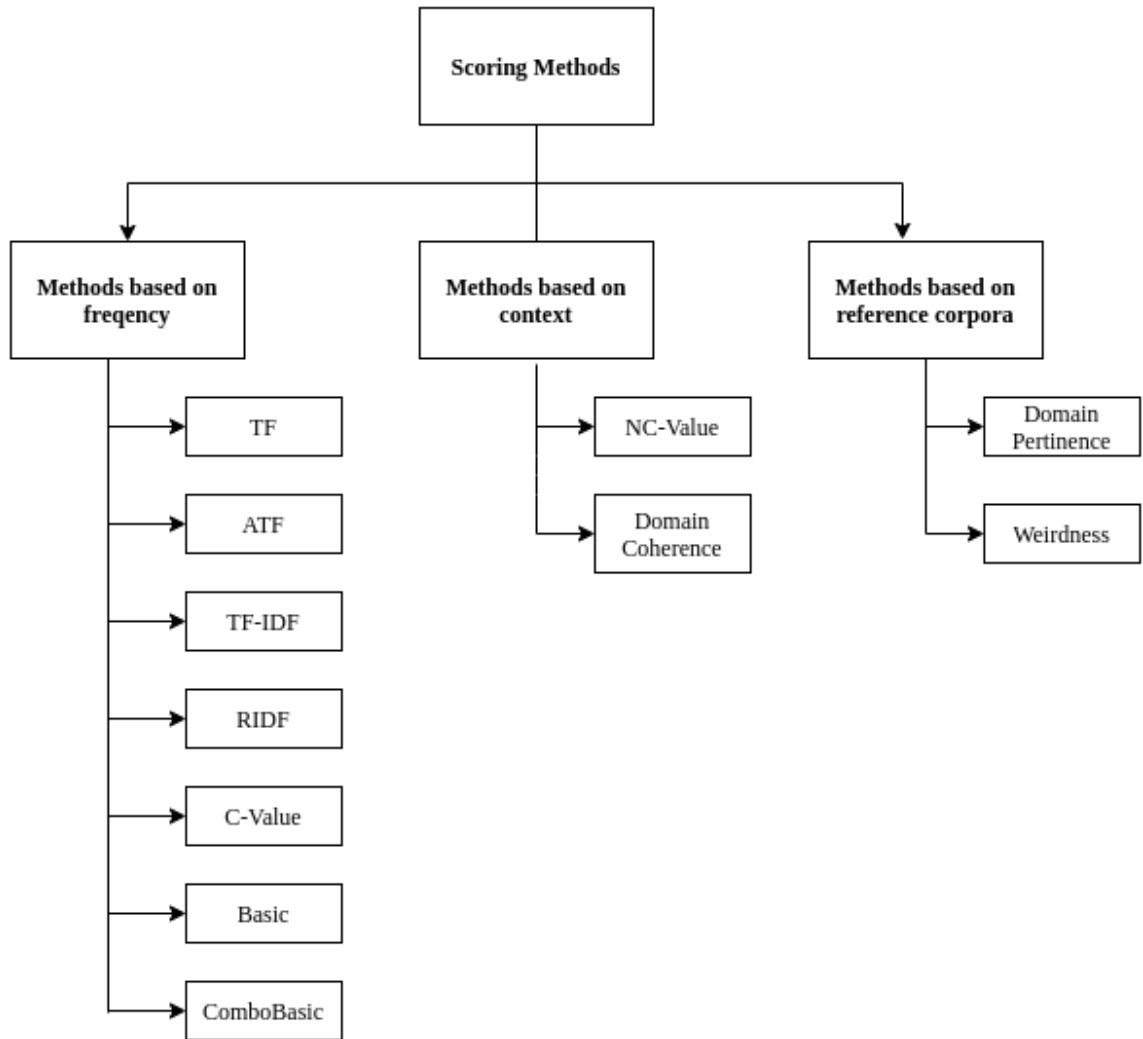 Scoring Methods
Methods based on
freqency
Methods based on
context
Methods based on
reference corpora
TF
ATF
TF-IDF
RIDF
C-Value
Basic
ComboBasic
NC-Value
Domain
Coherence
Domain
Pertinence
Weirdness